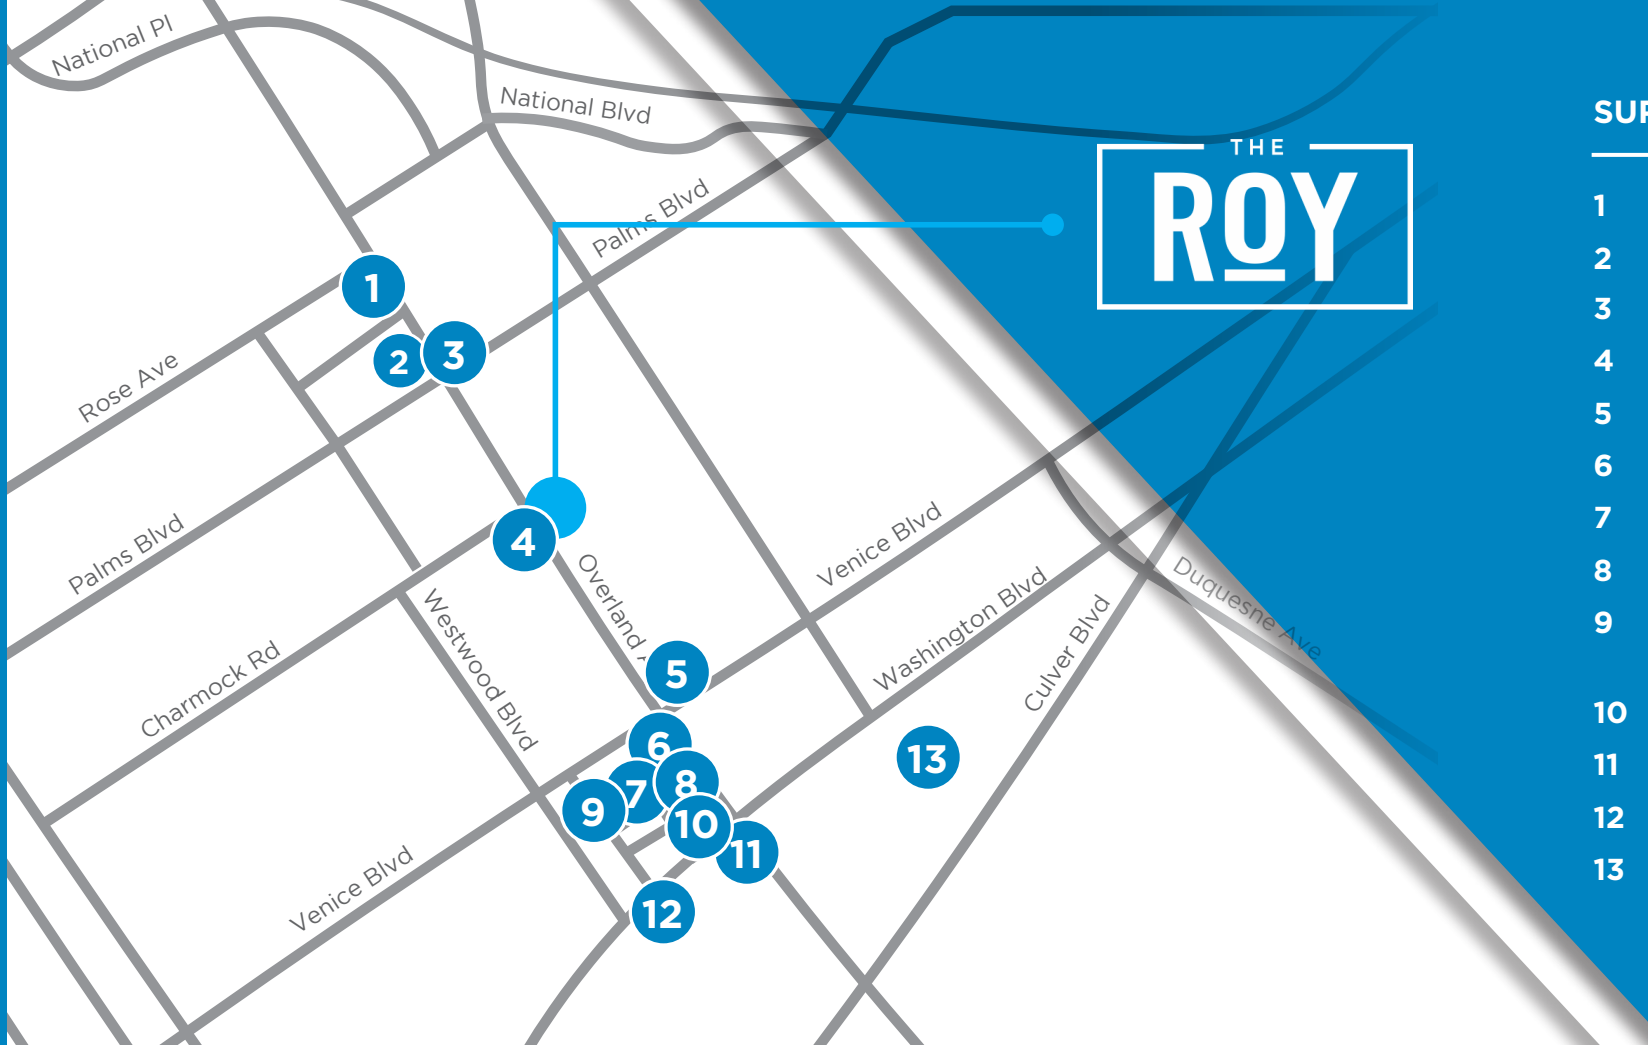 National Pl
National Blvd
Palms Blvd
THE
ROY
SUR
1
2
3
4
5
6
7
8
9
10
11
12
13
1
2
3
Rose Ave
Palms Blvd
4
Charmock Rd
Westwood Blvd
Overland
Venice Blvd
Washington Blvd
Culver Blvd
Duquesne Ave
5
6
7
8
9
10
11
12
13
Venice Blvd